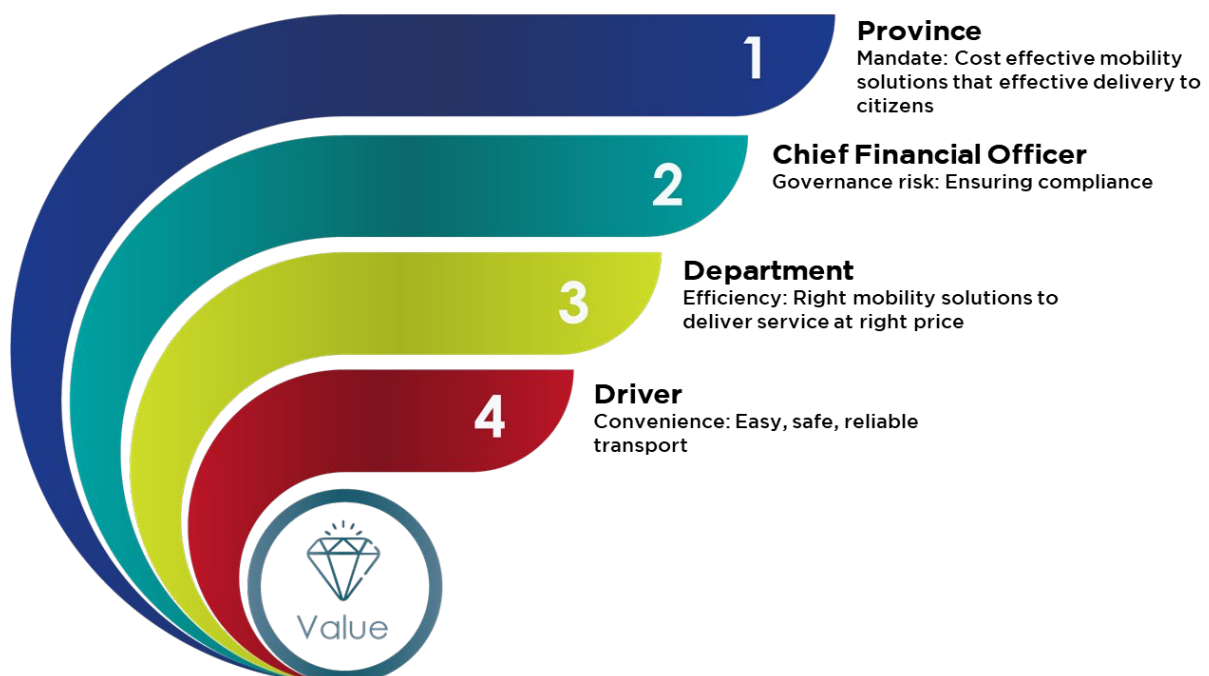 1
Province
Mandate: Cost effective mobility
solutions that effective delivery to
citizens
2
Chief Financial Officer
Governance risk: Ensuring compliance
3
Department
Efficiency: Right mobility solutions to
deliver service at right price
4
Driver
Convenience: Easy, safe, reliable
transport
Value